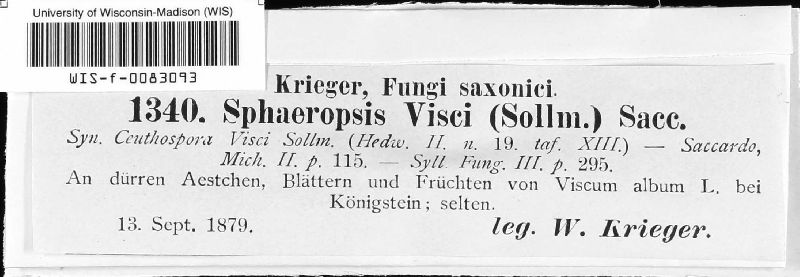 University of Wisconsin-Madison (WIS)
WIS-f-0083093
Krieger, Fungi saxonici.
1340. Sphaeropsis Visci (Sollm.) Sacc.
Syn. Ceuthospora Visci Sollm. (Hedw. II. n. 19. taf. XIII.) — Saccardo,
Mich. II. p. 115. — Syll Fung. III. p. 295.
An dürren Aestchen, Blättern und Früchten von Viscum album L. bei
Königstein; selten.
13. Sept. 1879. leg. W. Krieger.